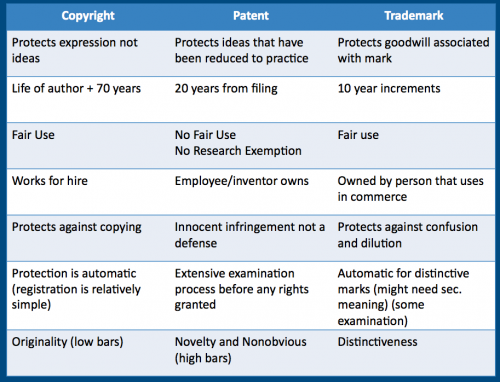 Copyright Patent Trademark
Protects expression not Protects ideas that have Protects goodwill associated
ideas been reduced to practice with mark
Life of author + 70 years 20 years from filing 10 year increments
Fair Use No Fair Use Fair use
No Research Exemption
Works for hire Employee/inventor owns Owned by person that uses
in commerce
Protects against copying Innocent infringement not a Protects against confusion
defense and dilution
Protection is automatic Extensive examination Automatic for distinctive
(registration is relatively process before any rights marks (might need sec.
simple) granted meaning) (some
examination)
Originality (low bars) Novelty and Nonobvious Distinctiveness
(high bars)